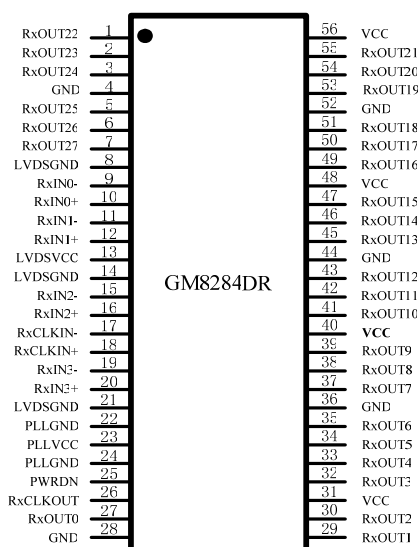 RxOUT22 1 56 VCC
RxOUT23 2 55 RxOUT21
RxOUT24 3 54 RxOUT20
GND 4 53 RxOUT19
RxOUT25 5 52 GND
RxOUT26 6 51 RxOUT18
RxOUT27 7 50 RxOUT17
LVDSGND 8 49 RxOUT16
RxIN0- 9 48 VCC
RxIN0+ 10 47 RxOUT15
RxIN1- 11 46 RxOUT14
RxIN1+ 12 45 RxOUT13
LVDSVCC 13 44 GND
LVDSGND 14 43 RxOUT12
GM8284DR
RxIN2- 15 42 RxOUT11
RxIN2+ 16 41 RxOUT10
RxCLKIN- 17 40 VCC
RxCLKIN+ 18 39 RxOUT9
RxIN3- 19 38 RxOUT8
RxIN3+ 20 37 RxOUT7
LVDSGND 21 36 GND
PLLGND 22 35 RxOUT6
PLLVCC 23 34 RxOUT5
PLLGND 24 33 RxOUT4
PWRDN 25 32 RxOUT3
RxCLKOUT 26 31 VCC
RxOUT0 27 30 RxOUT2
GND 28 29 RxOUT1